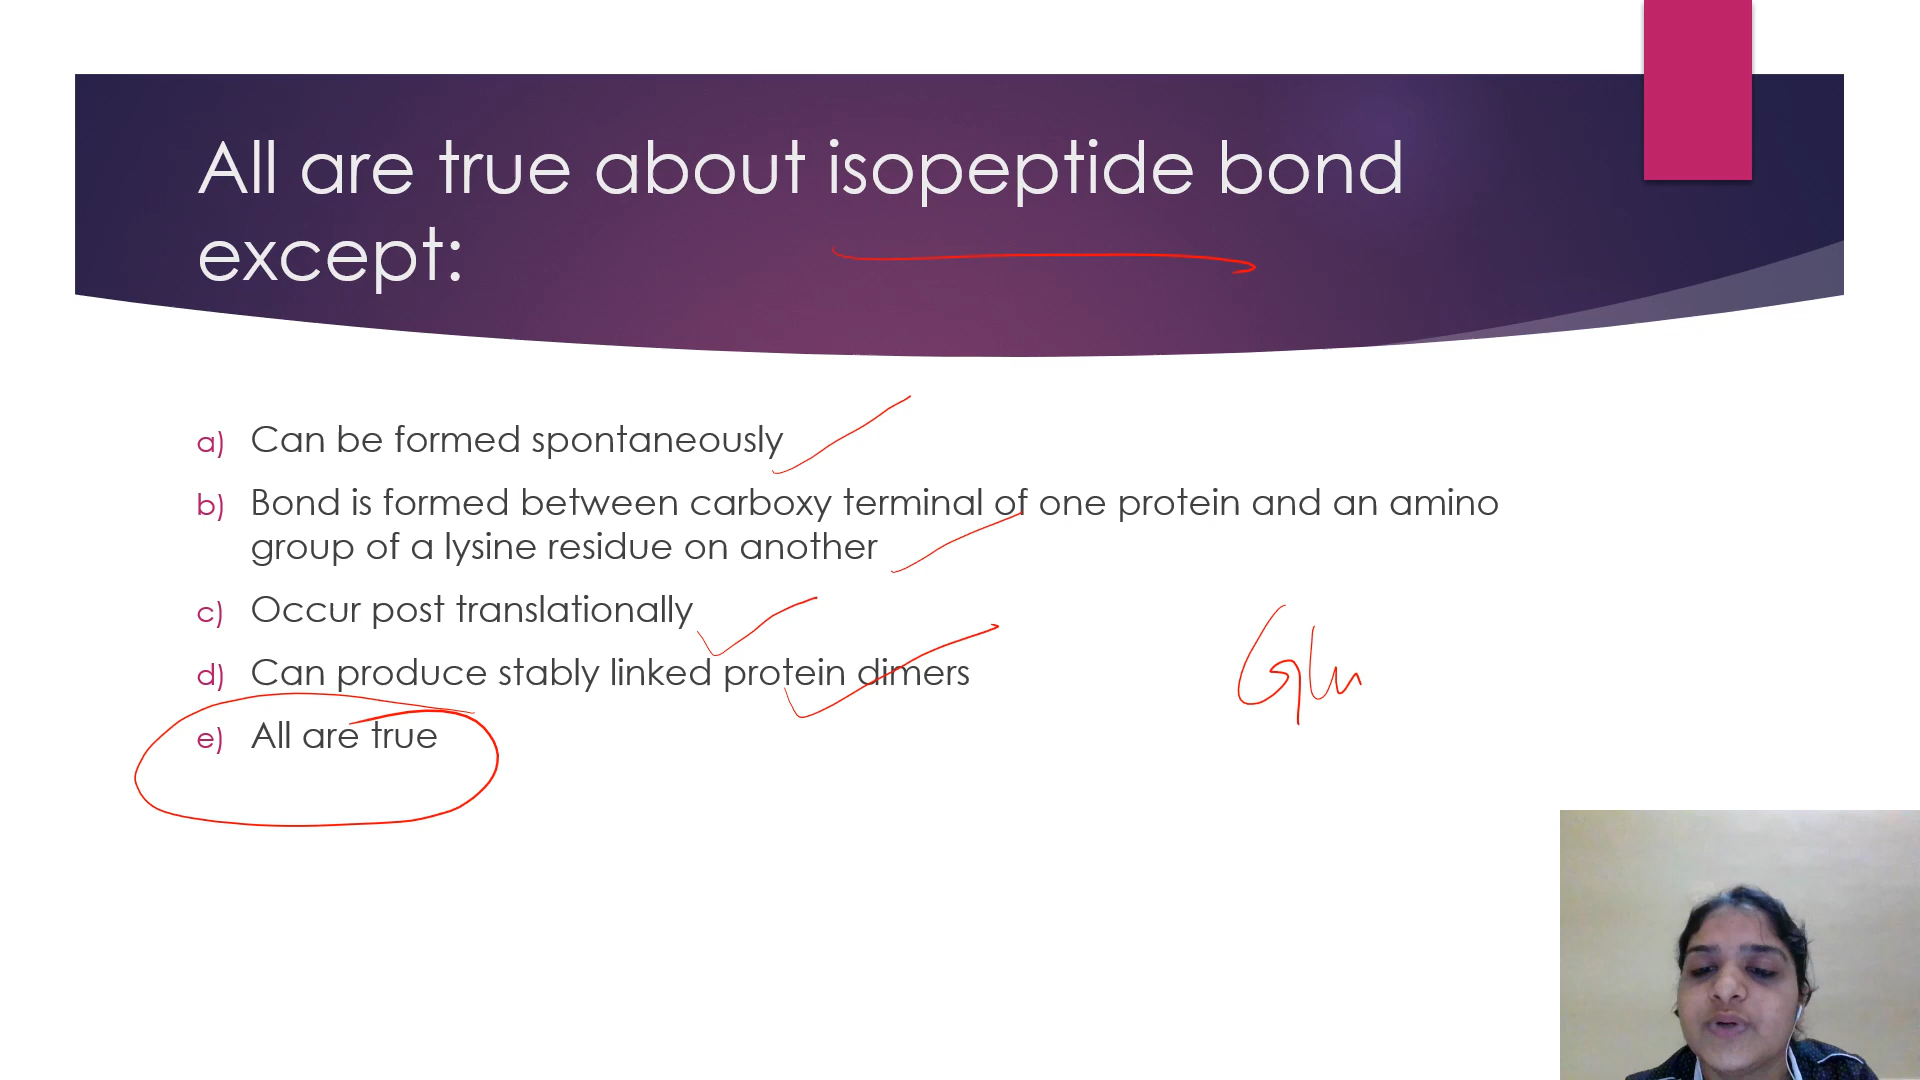 All are true about isopeptide bond
except:
a) Can be formed spontaneously
b) Bond is formed between carboxy terminal of one protein and an amino
group of a lysine residue on another
c) Occur post translationally
d) Can produce stably linked protein dimers
Glu
e) All are true